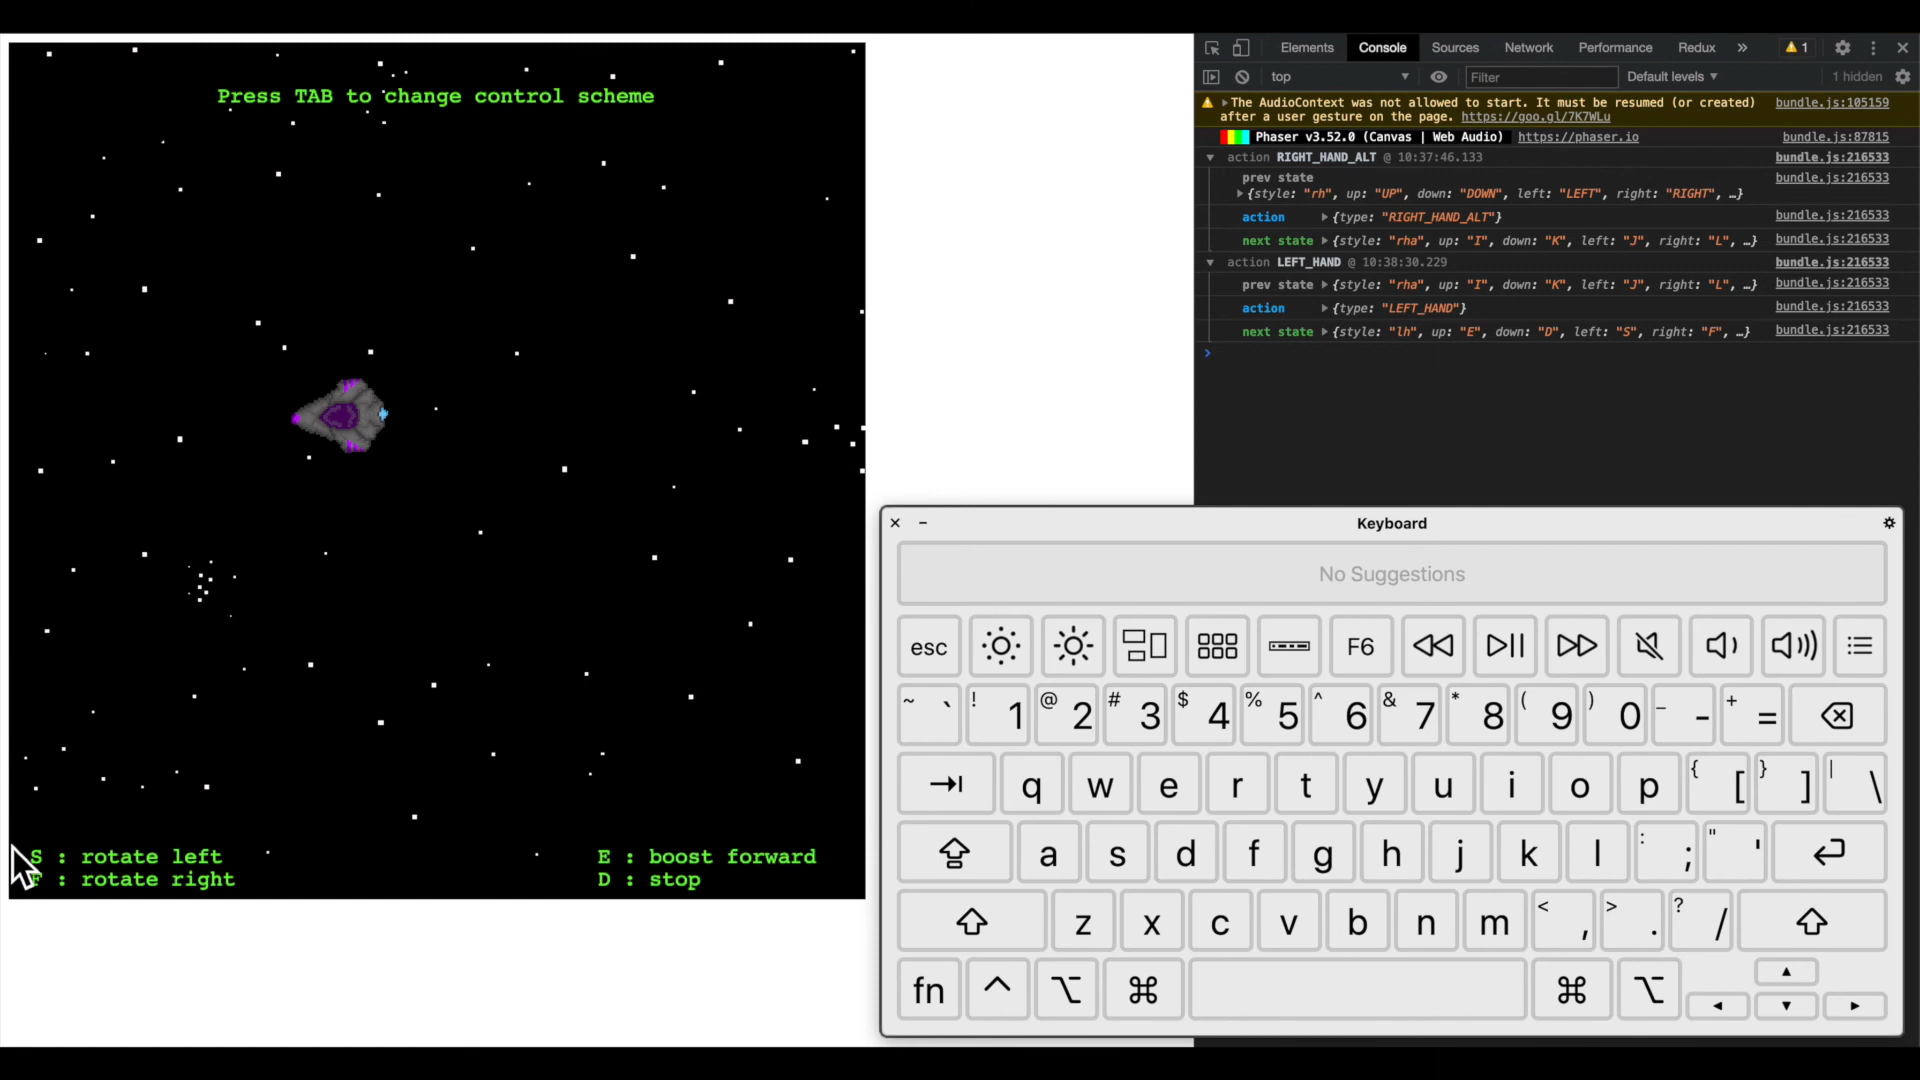 Press TAB to change control scheme
S : rotate left
F : rotate right
E : boost forward
D : stop
Elements Console Sources Network Performance Redux » 1
top Filter Default levels 1 hidden
The AudioContext was not allowed to start. It must be resumed (or created) bundle.js:105159
after a user gesture on the page. https://goo.gl/7K7WLu
Phaser v3.52.0 (Canvas | Web Audio) https://phaser.io bundle.js:87815
action RIGHT_HAND_ALT @ 10:37:46.133 bundle.js:216533
prev state bundle.js:216533
{style: "rh", up: "UP", down: "DOWN", left: "LEFT", right: "RIGHT", …}
action {type: "RIGHT_HAND_ALT"} bundle.js:216533
next state {style: "rha", up: "I", down: "K", left: "J", right: "L", …} bundle.js:216533
action LEFT_HAND @ 10:38:30.229 bundle.js:216533
prev state {style: "rha", up: "I", down: "K", left: "J", right: "L", …} bundle.js:216533
action {type: "LEFT_HAND"} bundle.js:216533
next state {style: "lh", up: "E", down: "D", left: "S", right: "F", …} bundle.js:216533
Keyboard
No Suggestions
esc F6
~ ` ! 1 @ 2 # 3 $ 4 % 5 ^ 6 & 7 * 8 ( 9 ) 0 _ - + =
q w e r t y u i o p { [ } ] | \
a s d f g h j k l : ; " '
z x c v b n m < , > . ? /
fn